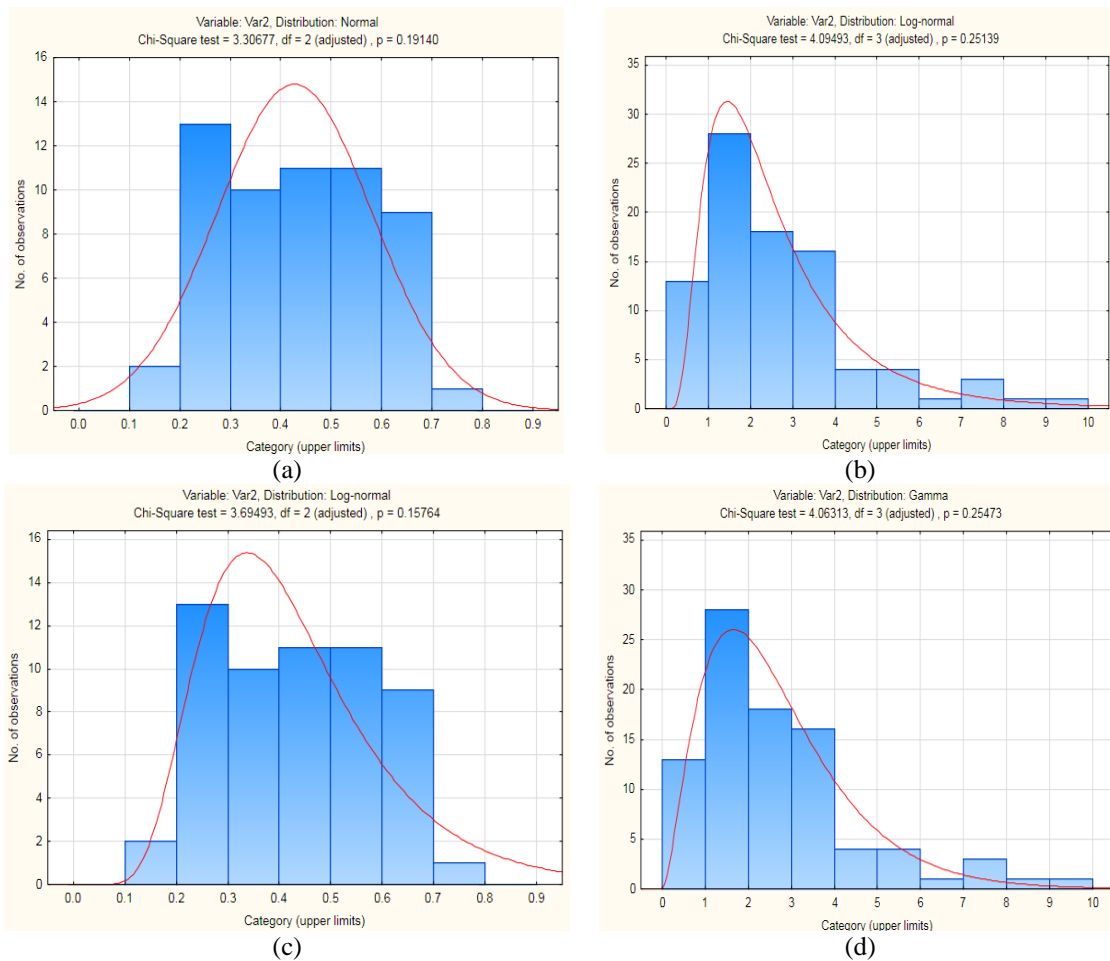 Variable: Var2, Distribution: Normal
Chi-Square test = 3.30677, df = 2 (adjusted) , p = 0.19140
No. of observations
16
14
12
10
8
6
4
2
0
0.0 0.1 0.2 0.3 0.4 0.5 0.6 0.7 0.8 0.9
Category (upper limits)
(a)
Variable: Var2, Distribution: Log-normal
Chi-Square test = 4.09493, df = 3 (adjusted) , p = 0.25139
No. of observations
35
30
25
20
15
10
5
0
0 1 2 3 4 5 6 7 8 9 10
Category (upper limits)
(b)
Variable: Var2, Distribution: Log-normal
Chi-Square test = 3.69493, df = 2 (adjusted) , p = 0.15764
No. of observations
16
14
12
10
8
6
4
2
0
0.0 0.1 0.2 0.3 0.4 0.5 0.6 0.7 0.8 0.9
Category (upper limits)
(c)
Variable: Var2, Distribution: Gamma
Chi-Square test = 4.06313, df = 3 (adjusted) , p = 0.25473
No. of observations
35
30
25
20
15
10
5
0
0 1 2 3 4 5 6 7 8 9 10
Category (upper limits)
(d)